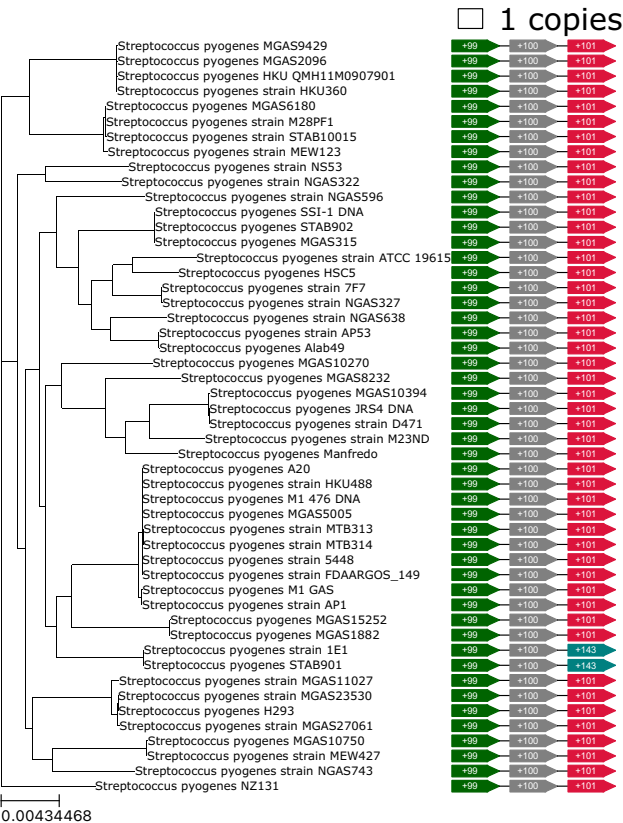 1 copies
Streptococcus pyogenes MGAS9429 +99 +100 +101
Streptococcus pyogenes MGAS2096 +99 +100 +101
Streptococcus pyogenes HKU QMH11M0907901 +99 +100 +101
Streptococcus pyogenes strain HKU360 +99 +100 +101
Streptococcus pyogenes MGAS6180 +99 +100 +101
Streptococcus pyogenes strain M28PF1 +99 +100 +101
Streptococcus pyogenes strain STAB10015 +99 +100 +101
Streptococcus pyogenes strain MEW123 +99 +100 +101
Streptococcus pyogenes strain NS53 +99 +100 +101
Streptococcus pyogenes strain NGAS322 +99 +100 +101
Streptococcus pyogenes strain NGAS596 +99 +100 +101
Streptococcus pyogenes SSI-1 DNA +99 +100 +101
Streptococcus pyogenes STAB902 +99 +100 +101
Streptococcus pyogenes MGAS315 +99 +100 +101
Streptococcus pyogenes strain ATCC 19615 +99 +100 +101
Streptococcus pyogenes HSC5 +99 +100 +101
Streptococcus pyogenes strain 7F7 +99 +100 +101
Streptococcus pyogenes strain NGAS327 +99 +100 +101
Streptococcus pyogenes strain NGAS638 +99 +100 +101
Streptococcus pyogenes strain AP53 +99 +100 +101
Streptococcus pyogenes Alab49 +99 +100 +101
Streptococcus pyogenes MGAS10270 +99 +100 +101
Streptococcus pyogenes MGAS8232 +99 +100 +101
Streptococcus pyogenes MGAS10394 +99 +100 +101
Streptococcus pyogenes JRS4 DNA +99 +100 +101
Streptococcus pyogenes strain D471 +99 +100 +101
Streptococcus pyogenes strain M23ND +99 +100 +101
Streptococcus pyogenes Manfredo +99 +100 +101
Streptococcus pyogenes A20 +99 +100 +101
Streptococcus pyogenes strain HKU488 +99 +100 +101
Streptococcus pyogenes M1 476 DNA +99 +100 +101
Streptococcus pyogenes MGAS5005 +99 +100 +101
Streptococcus pyogenes strain MTB313 +99 +100 +101
Streptococcus pyogenes strain MTB314 +99 +100 +101
Streptococcus pyogenes strain 5448 +99 +100 +101
Streptococcus pyogenes strain FDAARGOS_149 +99 +100 +101
Streptococcus pyogenes M1 GAS +99 +100 +101
Streptococcus pyogenes strain AP1 +99 +100 +101
Streptococcus pyogenes MGAS15252 +99 +100 +101
Streptococcus pyogenes MGAS1882 +99 +100 +101
Streptococcus pyogenes strain 1E1 +99 +100 +143
Streptococcus pyogenes STAB901 +99 +100 +143
Streptococcus pyogenes strain MGAS11027 +99 +100 +101
Streptococcus pyogenes strain MGAS23530 +99 +100 +101
Streptococcus pyogenes H293 +99 +100 +101
Streptococcus pyogenes strain MGAS27061 +99 +100 +101
Streptococcus pyogenes MGAS10750 +99 +100 +101
Streptococcus pyogenes strain MEW427 +99 +100 +101
Streptococcus pyogenes strain NGAS743 +99 +100 +101
Streptococcus pyogenes NZ131 +99 +100 +101
0.00434468